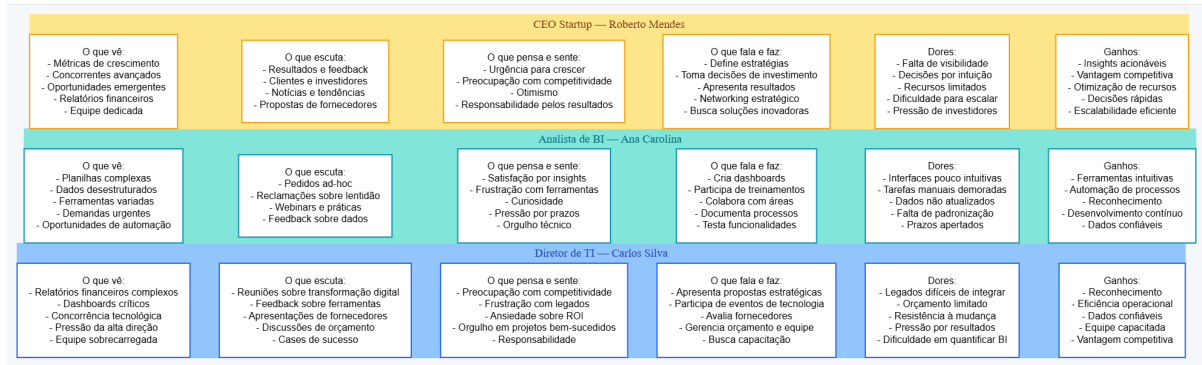 CEO Startup — Roberto Mendes
O que vê:
- Métricas de crescimento
- Concorrentes avançados
- Oportunidades emergentes
- Relatórios financeiros
- Equipe dedicada
O que escuta:
- Resultados e feedback
- Clientes e investidores
- Notícias e tendências
- Propostas de fornecedores
O que pensa e sente:
- Urgência para crescer
- Preocupação com competitividade
- Otimismo
- Responsabilidade pelos resultados
O que fala e faz:
- Define estratégias
- Toma decisões de investimento
- Apresenta resultados
- Networking estratégico
- Busca soluções inovadoras
Dores:
- Falta de visibilidade
- Decisões por intuição
- Recursos limitados
- Dificuldade para escalar
- Pressão de investidores
Ganhos:
- Insights acionáveis
- Vantagem competitiva
- Otimização de recursos
- Decisões rápidas
- Escalabilidade eficiente
Analista de BI — Ana Carolina
O que vê:
- Planilhas complexas
- Dados desestruturados
- Ferramentas variadas
- Demandas urgentes
- Oportunidades de automação
O que escuta:
- Pedidos ad-hoc
- Reclamações sobre lentidão
- Webinars e práticas
- Feedback sobre dados
O que pensa e sente:
- Satisfação por insights
- Frustração com ferramentas
- Curiosidade
- Pressão por prazos
- Orgulho técnico
O que fala e faz:
- Cria dashboards
- Participa de treinamentos
- Colabora com áreas
- Documenta processos
- Testa funcionalidades
Dores:
- Interfaces pouco intuitivas
- Tarefas manuais demoradas
- Dados não atualizados
- Falta de padronização
- Prazos apertados
Ganhos:
- Ferramentas intuitivas
- Automação de processos
- Reconhecimento
- Desenvolvimento contínuo
- Dados confiáveis
Diretor de TI — Carlos Silva
O que vê:
- Relatórios financeiros complexos
- Dashboards críticos
- Concorrência tecnológica
- Pressão da alta direção
- Equipe sobrecarregada
O que escuta:
- Reuniões sobre transformação digital
- Feedback sobre ferramentas
- Apresentações de fornecedores
- Discussões de orçamento
- Cases de sucesso
O que pensa e sente:
- Preocupação com competitividade
- Frustração com legados
- Ansiedade sobre ROI
- Orgulho em projetos bem-sucedidos
- Responsabilidade
O que fala e faz:
- Apresenta propostas estratégicas
- Participa de eventos de tecnologia
- Avalia fornecedores
- Gerencia orçamento e equipe
- Busca capacitação
Dores:
- Legados difíceis de integrar
- Orçamento limitado
- Resistência à mudança
- Pressão por resultados
- Dificuldade em quantificar BI
Ganhos:
- Reconhecimento
- Eficiência operacional
- Dados confiáveis
- Equipe capacitada
- Vantagem competitiva